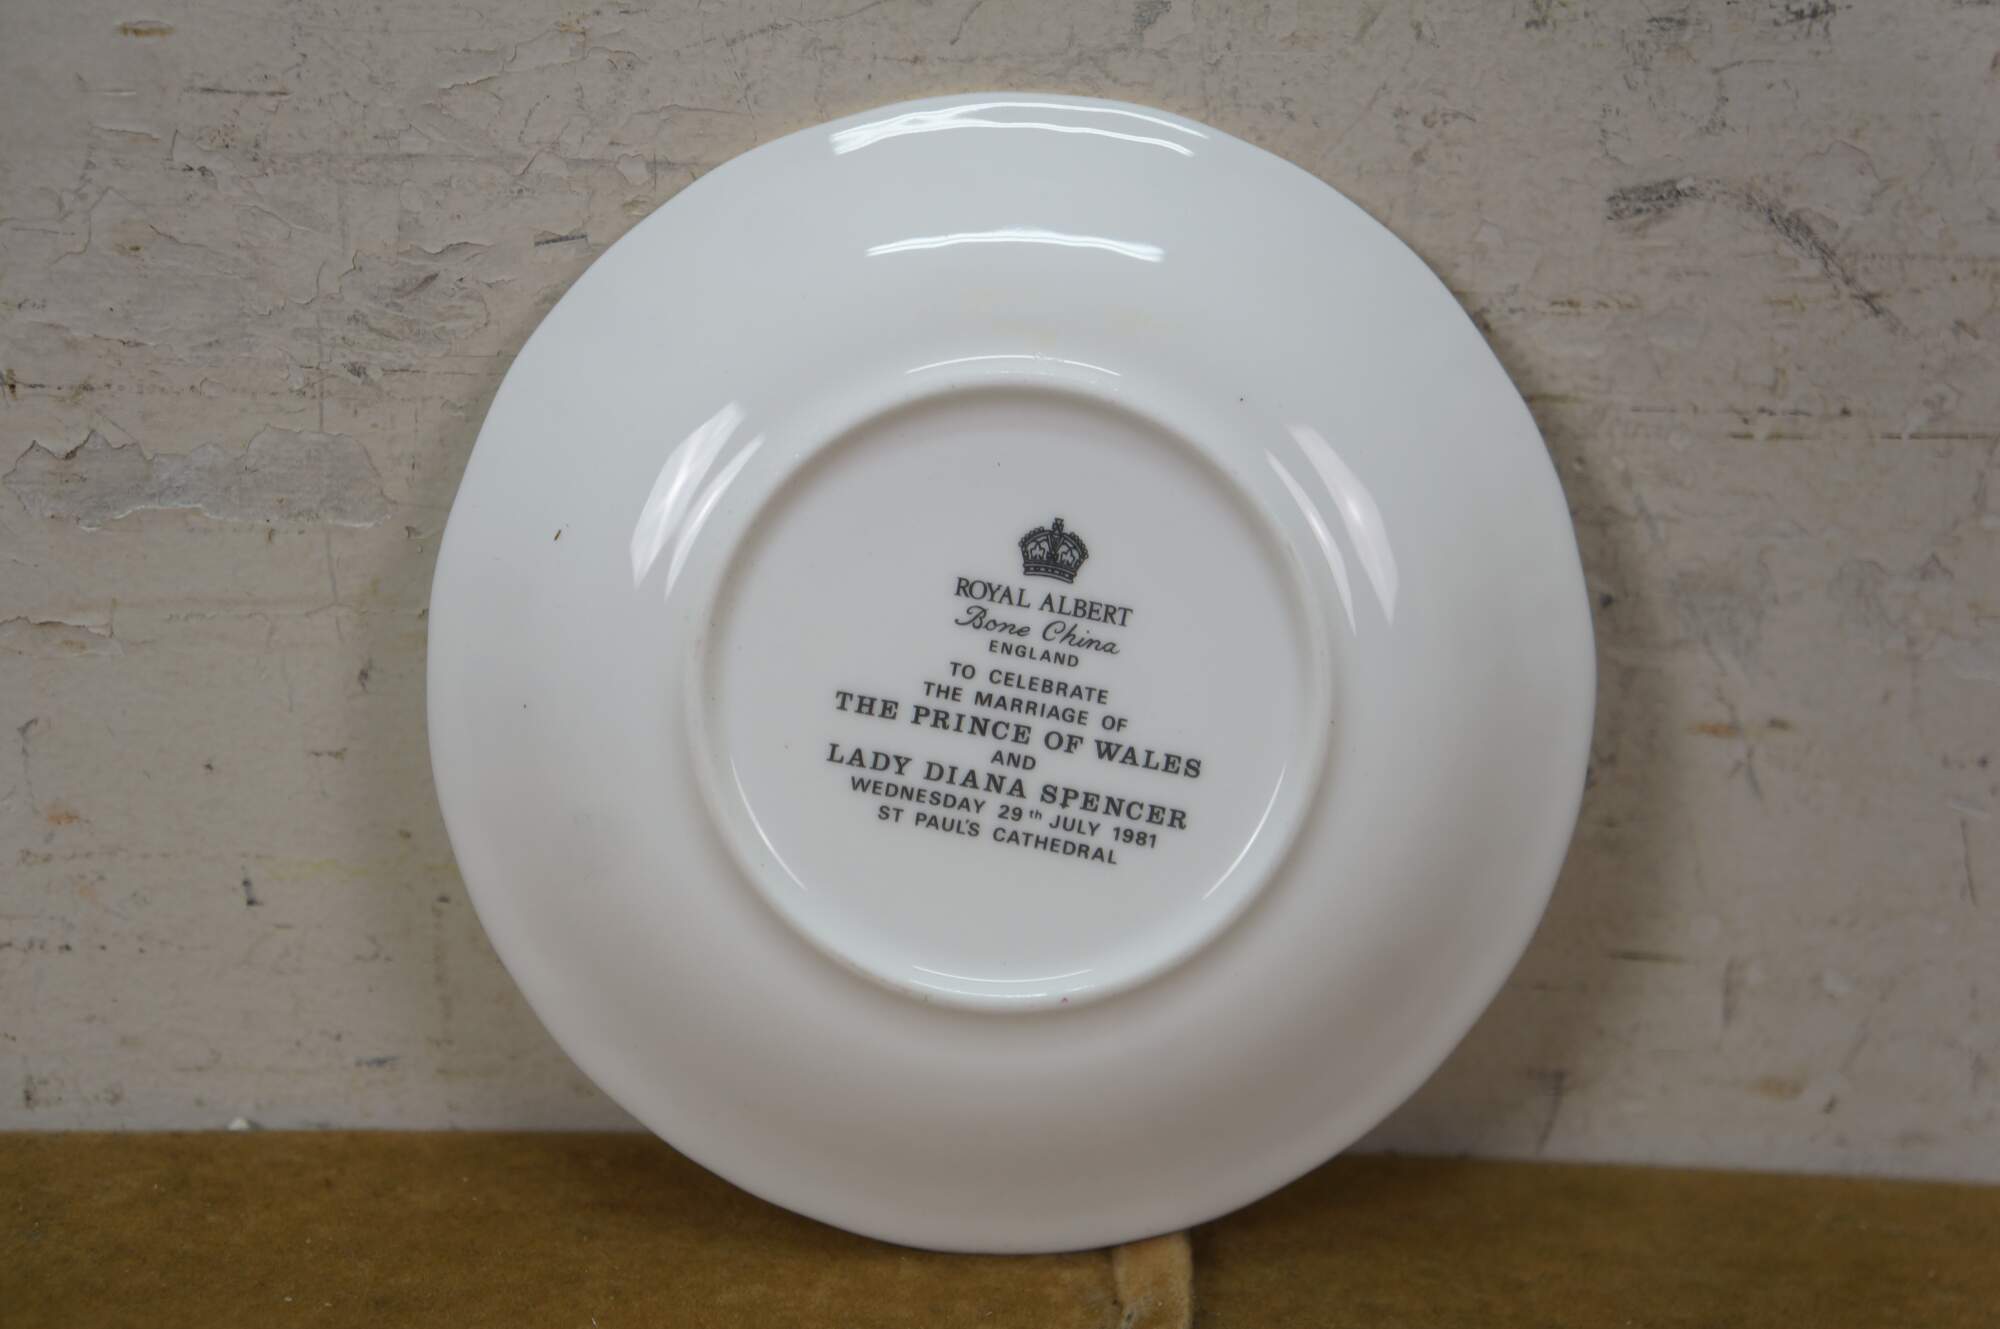 ROYAL ALBERT
Bone China
ENGLAND
TO CELEBRATE
THE MARRIAGE OF
THE PRINCE OF WALES
AND
LADY DIANA SPENCER
WEDNESDAY 29th JULY 1981
ST PAUL'S CATHEDRAL